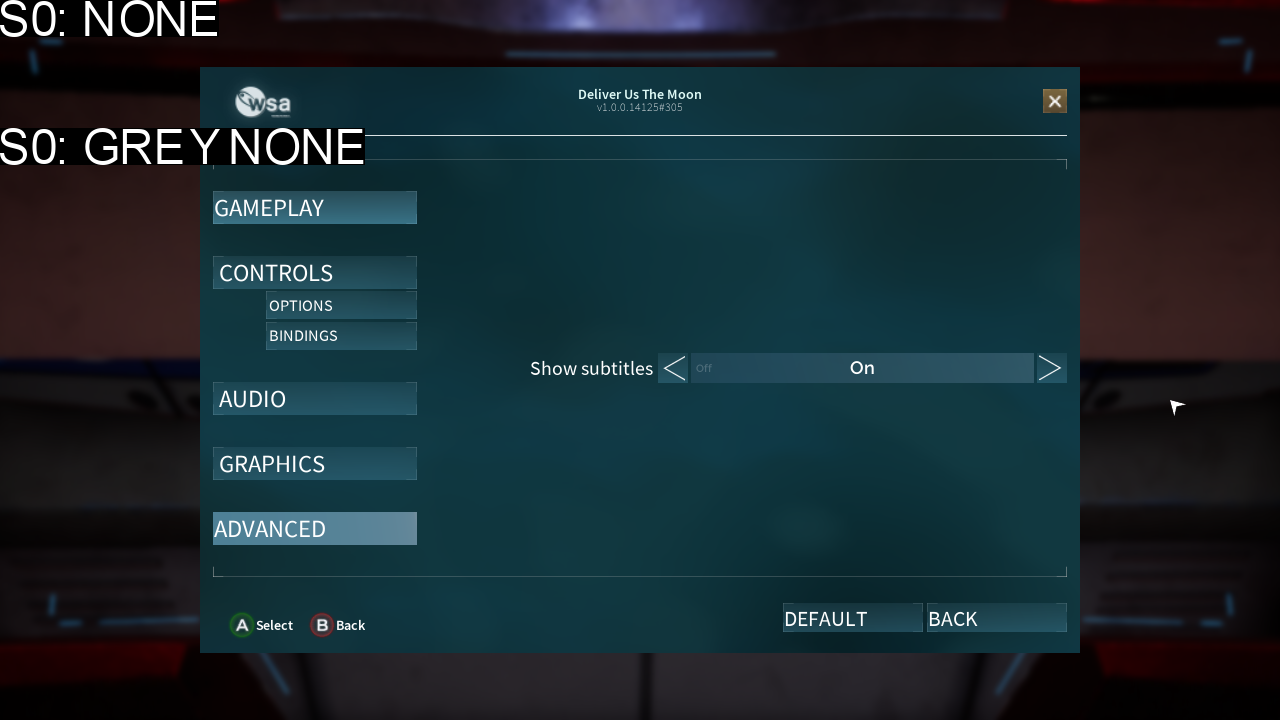 S0: NONE
wsa
Deliver Us The Moon
v1.0.0.14125#305
S0: GREY NONE
GAMEPLAY
CONTROLS
OPTIONS
BINDINGS
Show subtitles Off On
AUDIO
GRAPHICS
ADVANCED
A Select B Back
DEFAULT BACK